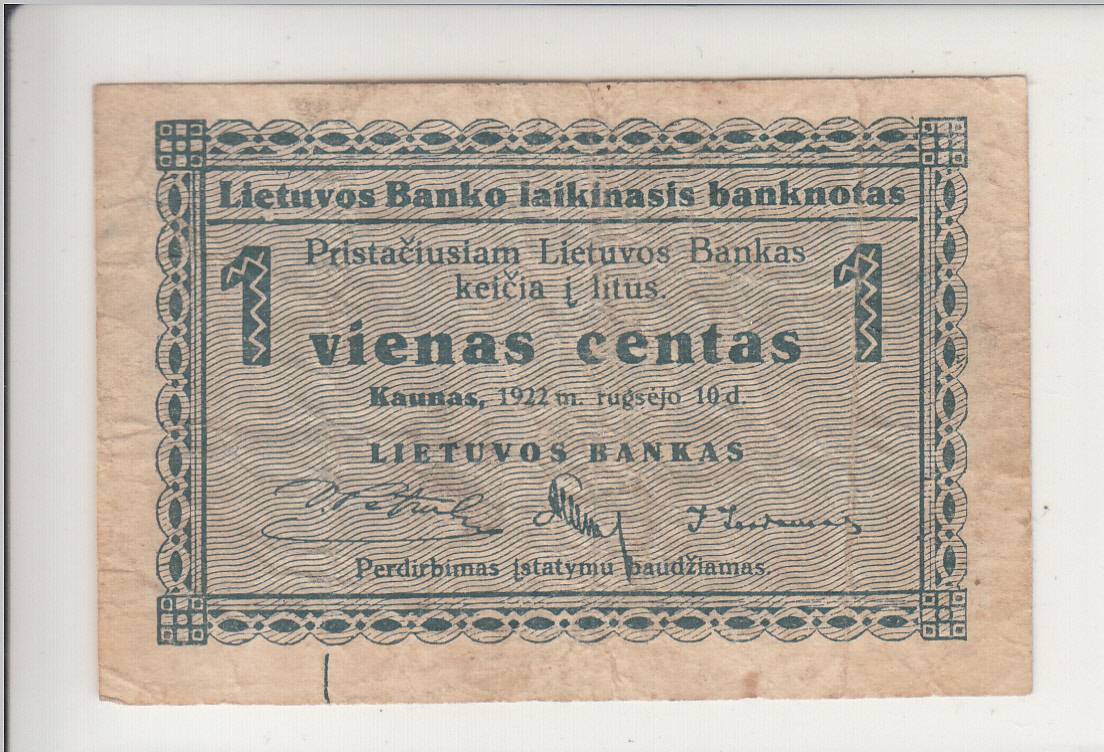 Lietuvos Banko laikinasis banknotas
1 1
Pristačiusiam Lietuvos Bankas
keičia į litus.
vienas centas
Kaunas, 1922 m. rugsėjo 10 d.
LIETUVOS BANKAS
Perdirbimas įstatymu baudžiamas.